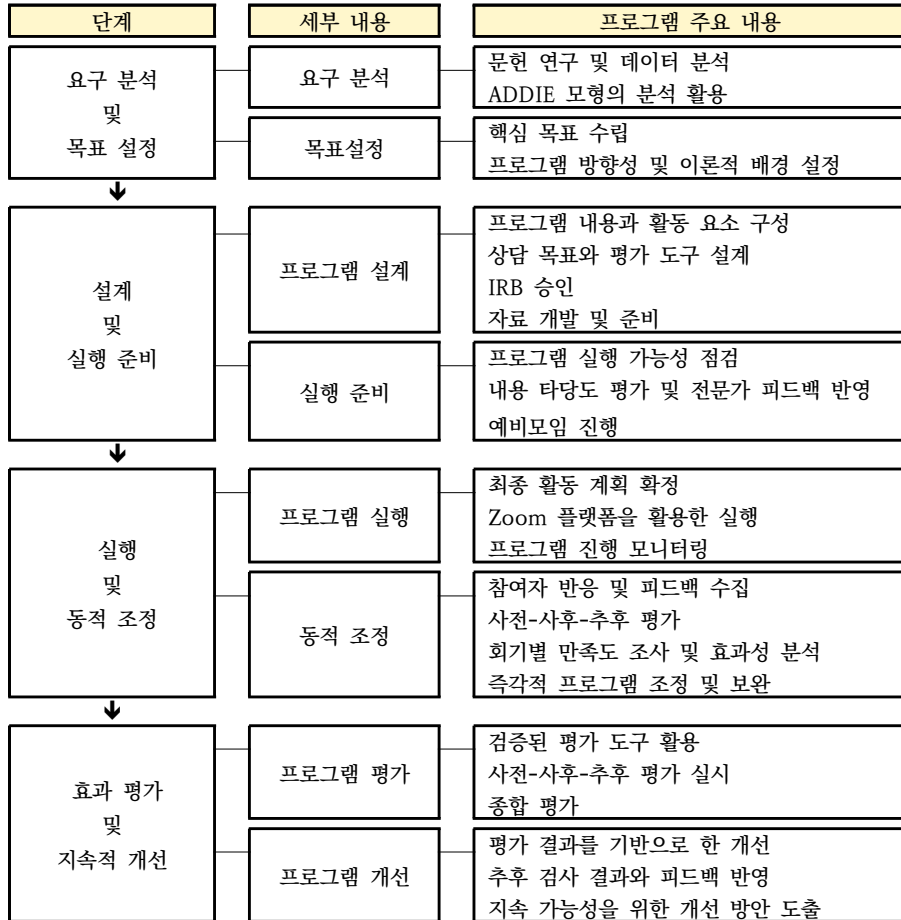 단계
세부 내용
프로그램 주요 내용
요구 분석
및
목표 설정
요구 분석
문헌 연구 및 데이터 분석
ADDIE 모형의 분석 활용
목표설정
핵심 목표 수립
프로그램 방향성 및 이론적 배경 설정
설계
및
실행 준비
프로그램 설계
프로그램 내용과 활동 요소 구성
상담 목표와 평가 도구 설계
IRB 승인
자료 개발 및 준비
실행 준비
프로그램 실행 가능성 점검
내용 타당도 평가 및 전문가 피드백 반영
예비모임 진행
실행
및
동적 조정
프로그램 실행
최종 활동 계획 확정
Zoom 플랫폼을 활용한 실행
프로그램 진행 모니터링
동적 조정
참여자 반응 및 피드백 수집
사전-사후-추후 평가
회기별 만족도 조사 및 효과성 분석
즉각적 프로그램 조정 및 보완
효과 평가
및
지속적 개선
프로그램 평가
검증된 평가 도구 활용
사전-사후-추후 평가 실시
종합 평가
프로그램 개선
평가 결과를 기반으로 한 개선
추후 검사 결과와 피드백 반영
지속 가능성을 위한 개선 방안 도출